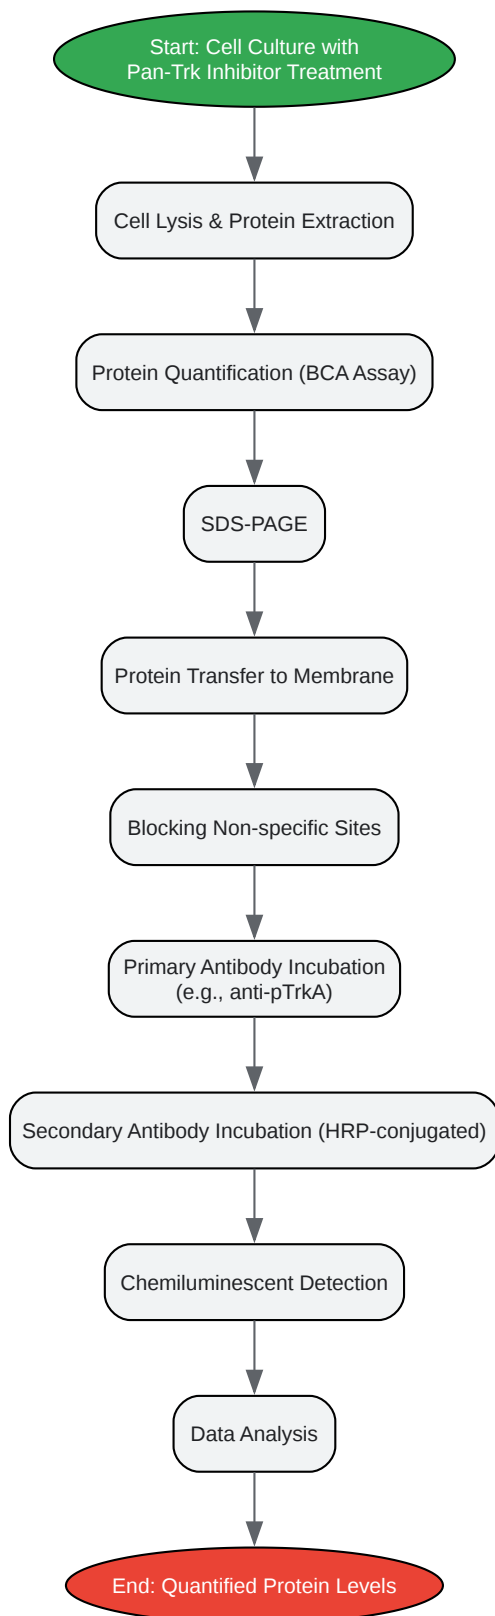 Start: Cell Culture with
Pan-Trk Inhibitor Treatment
Cell Lysis & Protein Extraction
Protein Quantification (BCA Assay)
SDS-PAGE
Protein Transfer to Membrane
Blocking Non-specific Sites
Primary Antibody Incubation
(e.g., anti-pTrkA)
Secondary Antibody Incubation (HRP-conjugated)
Chemiluminescent Detection
Data Analysis
End: Quantified Protein Levels